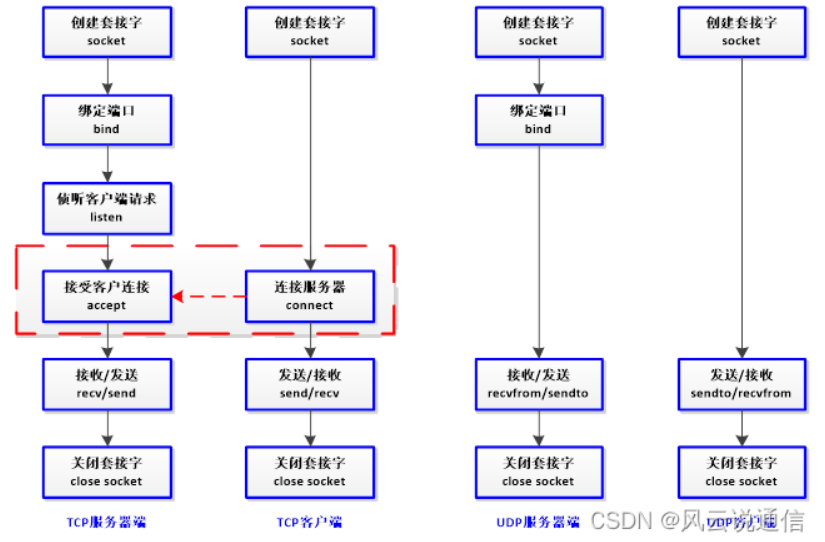 创建套接字
socket
绑定端口
bind
侦听客户端请求
listen
接受客户连接
accept
接收/发送
recv/send
关闭套接字
close socket
TCP服务器端
创建套接字
socket
连接服务器
connect
发送/接收
send/recv
关闭套接字
close socket
TCP客户端
创建套接字
socket
绑定端口
bind
接收/发送
recvfrom/sendto
关闭套接字
close socket
UDP服务器端
创建套接字
socket
发送/接收
sendto/recvfrom
关闭套接字
close socket
UDP客户端
CSDN @风云说通信